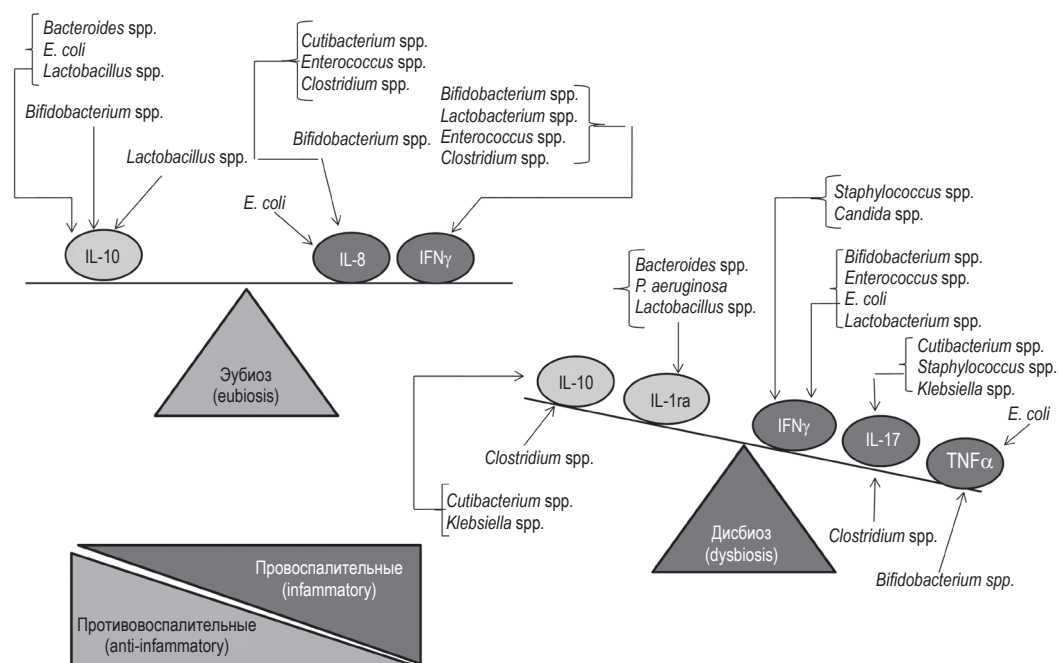 Bacteroides spp.
E. coli
Lactobacillus spp.
Bifidobacterium spp.
Lactobacillus spp.
Cutibacterium spp.
Enterococcus spp.
Clostridium spp.
Bifidobacterium spp.
E. coli
Bifidobacterium spp.
Lactobacterium spp.
Enterococcus spp.
Clostridium spp.
IL-10
IL-8
IFNγ
Эубиоз
(eubiosis)
Staphylococcus spp.
Candida spp.
Bacteroides spp.
P. aeruginosa
Lactobacillus spp.
Bifidobacterium spp.
Enterococcus spp.
E. coli
Lactobacterium spp.
Cutibacterium spp.
Staphylococcus spp.
Klebsiella spp.
E. coli
IL-10
IL-1ra
IFNγ
IL-17
TNFα
Clostridium spp.
Cutibacterium spp.
Klebsiella spp.
Дисбиоз
(dysbiosis)
Clostridium spp.
Bifidobacterium spp.
Провоспалительные
(infammatory)
Противовоспалительные
(anti-infammatory)